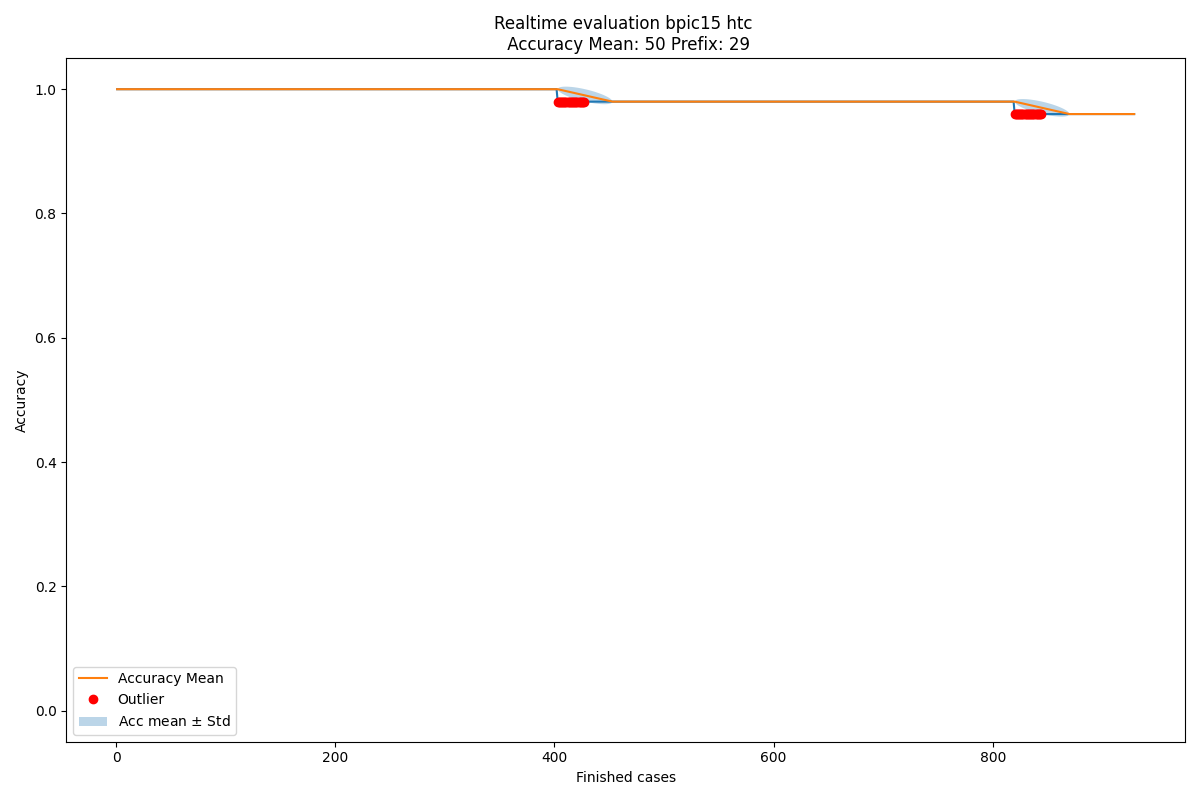 Realtime evaluation bpic15 htc
Accuracy Mean: 50 Prefix: 29
1.0
0.8
0.6
0.4
0.2
0.0
Accuracy
Accuracy Mean
Outlier
Acc mean ± Std
0
200
400
600
800
Finished cases